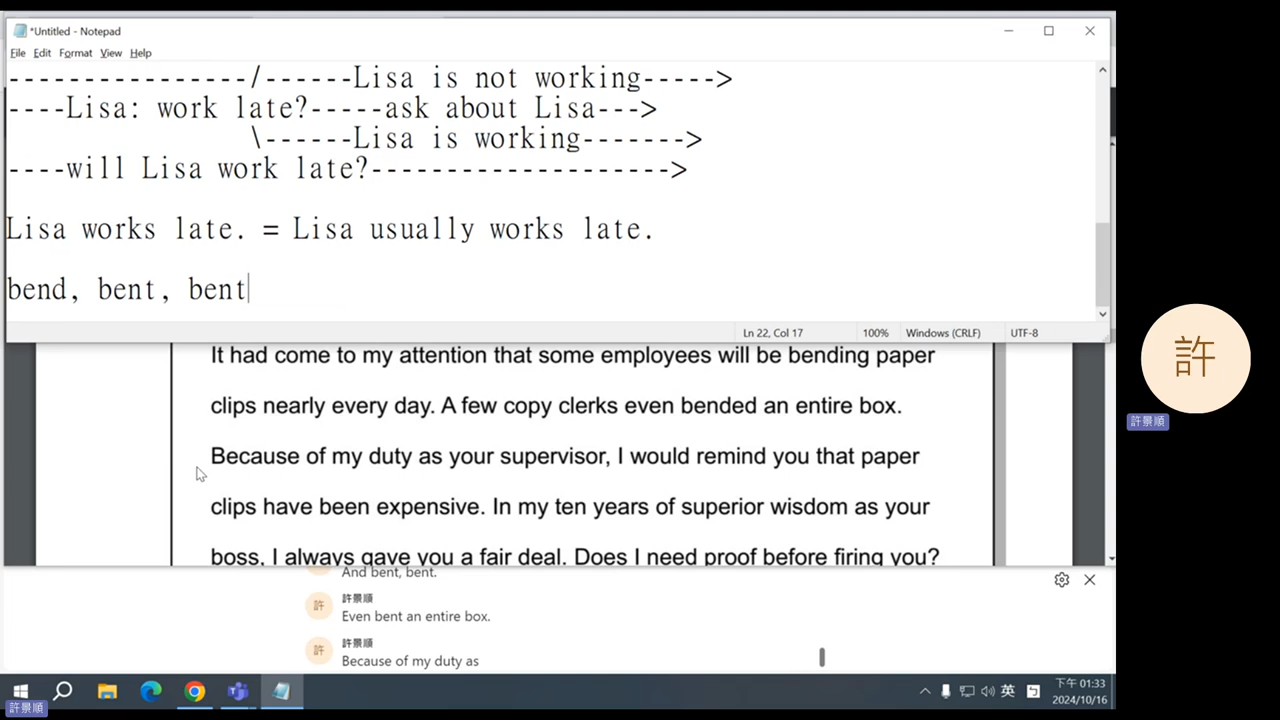 *Untitled - Notepad
File Edit Format View Help
----------------/------Lisa is not working----->
----Lisa: work late?-----ask about Lisa--->
\------Lisa is working------->
----will Lisa work late?-------------------->
Lisa works late. = Lisa usually works late.
bend, bent, bent
Ln 22, Col 17
100%
Windows (CRLF)
UTF-8
It had come to my attention that some employees will be bending paper
clips nearly every day. A few copy clerks even bended an entire box.
Because of my duty as your supervisor, I would remind you that paper
clips have been expensive. In my ten years of superior wisdom as your
boss, I always gave you a fair deal. Does I need proof before firing you?
許
許景順
And bent, bent.
許
許景順
Even bent an entire box.
許
許景順
Because of my duty as
英
下午 01:33
2024/10/16
許景順